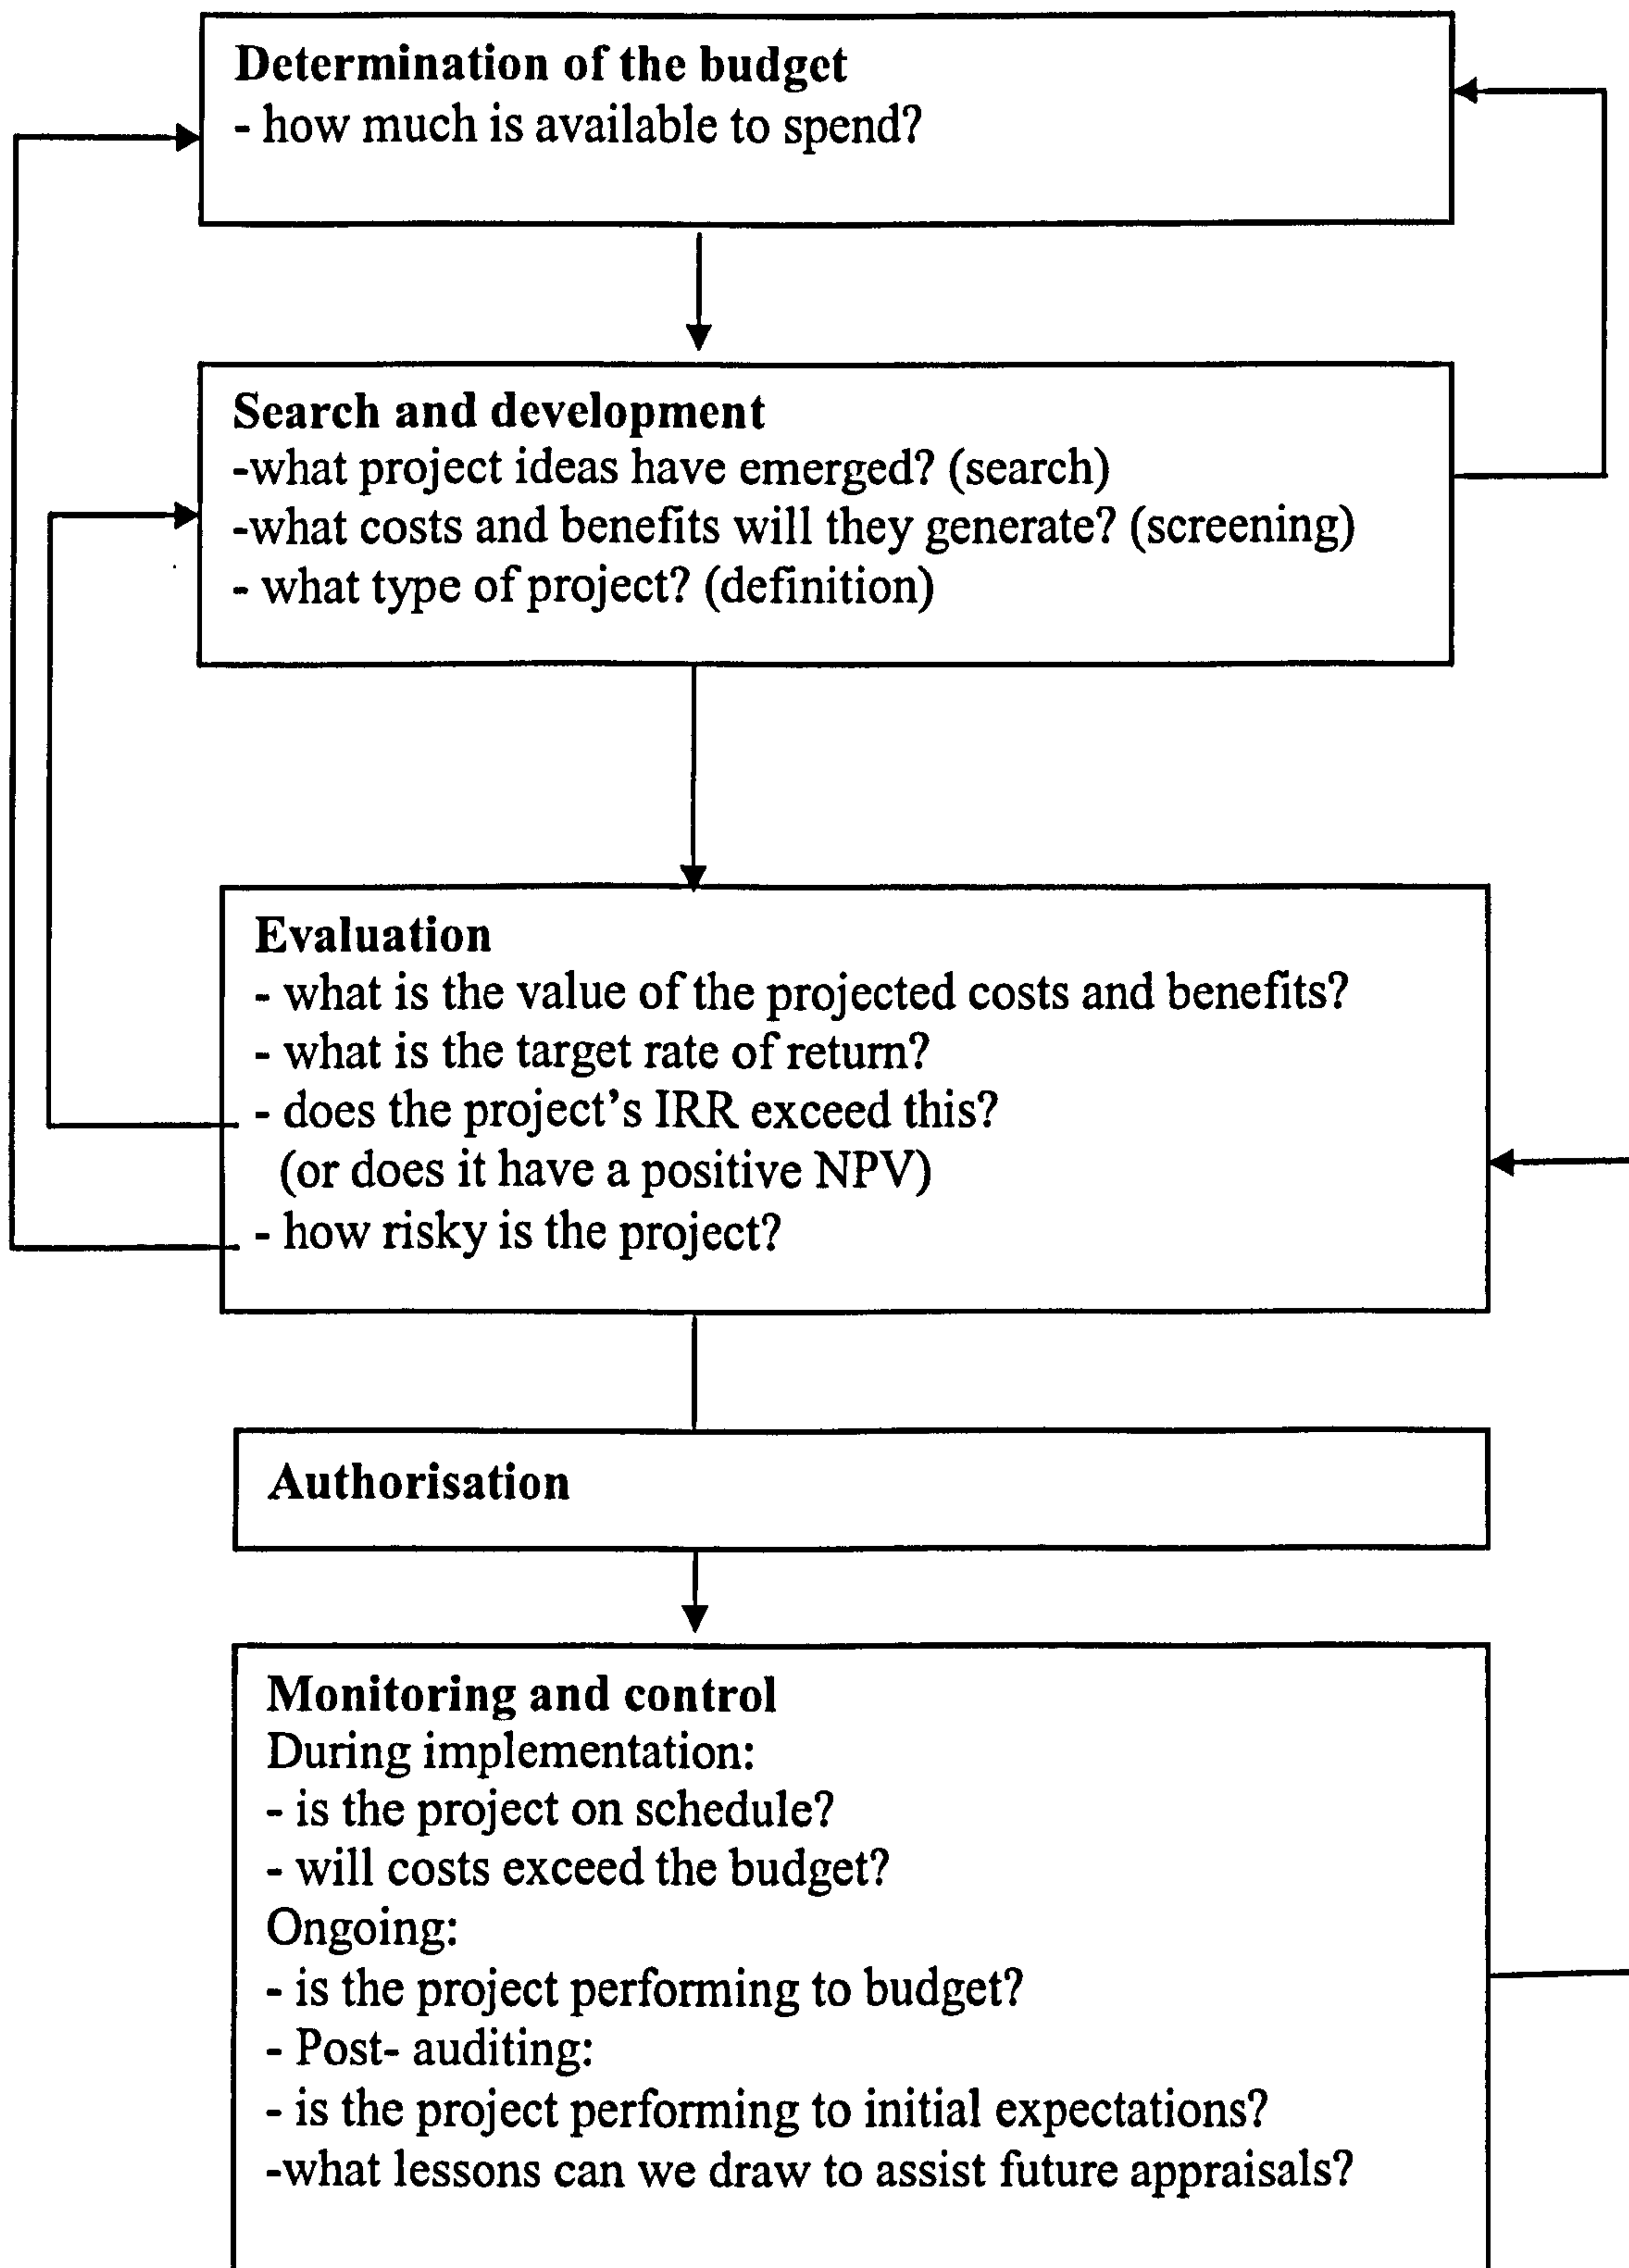 Determination of the budget
- how much is available to spend?
Search and development
-what project ideas have emerged? (search)
-what costs and benefits will they generate? (screening)
- what type of project? (definition)
Evaluation
- what is the value of the projected costs and benefits?
- what is the target rate of return?
- does the project's IRR exceed this?
(or does it have a positive NPV)
- how risky is the project?
Authorisation
Monitoring and control
During implementation:
- is the project on schedule?
- will costs exceed the budget?
Ongoing:
- is the project performing to budget?
- Post- auditing:
- is the project performing to initial expectations?
-what lessons can we draw to assist future appraisals?